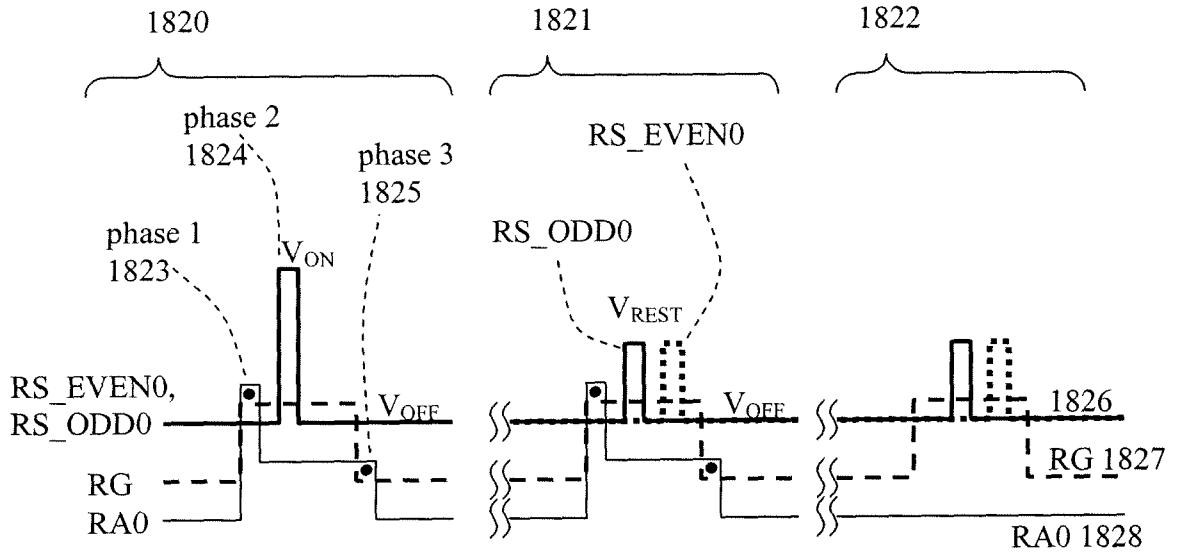 1820
1821
1822
phase 2
1824
phase 3
1825
RS_EVEN0
RS_ODD0
phase 1
1823
V_ON
V_REST
RS_EVEN0,
RS_ODD0
V_OFF
V_OFF
1826
RG
RG 1827
RA0
RA0 1828